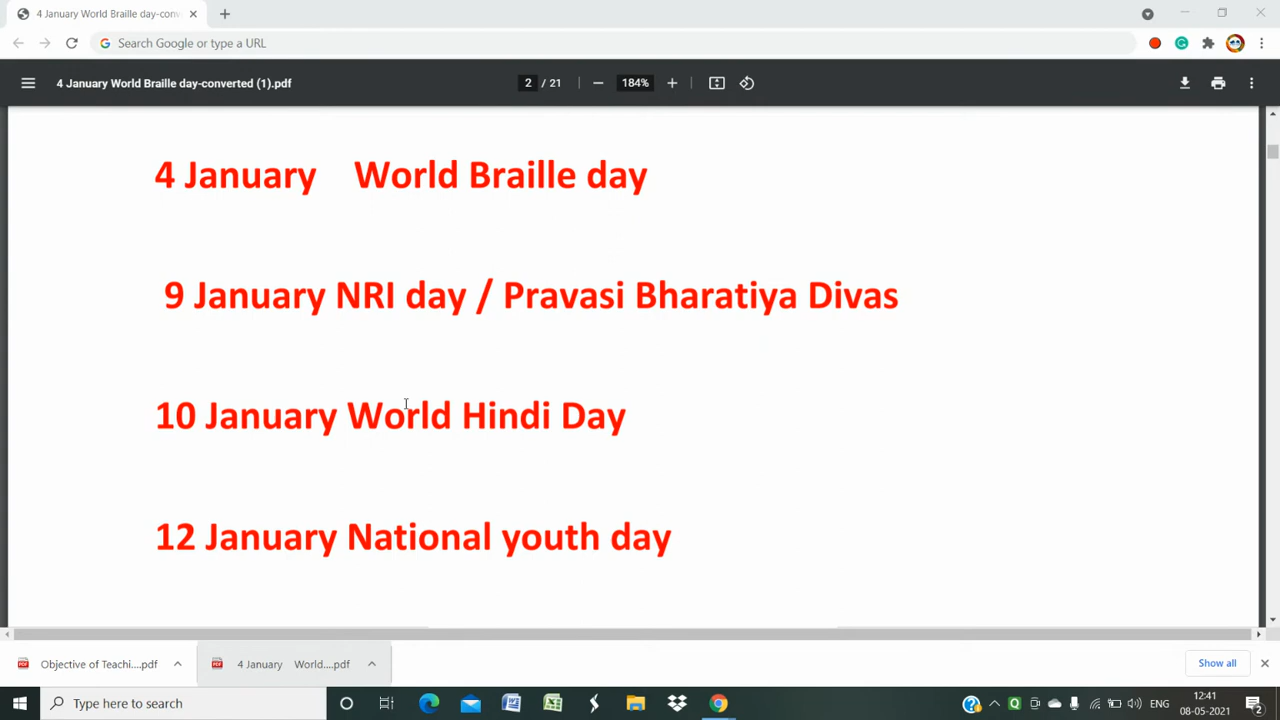 4 January World Braille day-conv
Search Google or type a URL
4 January World Braille day-converted (1).pdf
2 / 21
184%
4 January World Braille day
9 January NRI day / Pravasi Bharatiya Divas
10 January World Hindi Day
12 January National youth day
Objective of Teachi....pdf
4 January World....pdf
Show all
Type here to search
ENG
12:41
08-05-2021
2